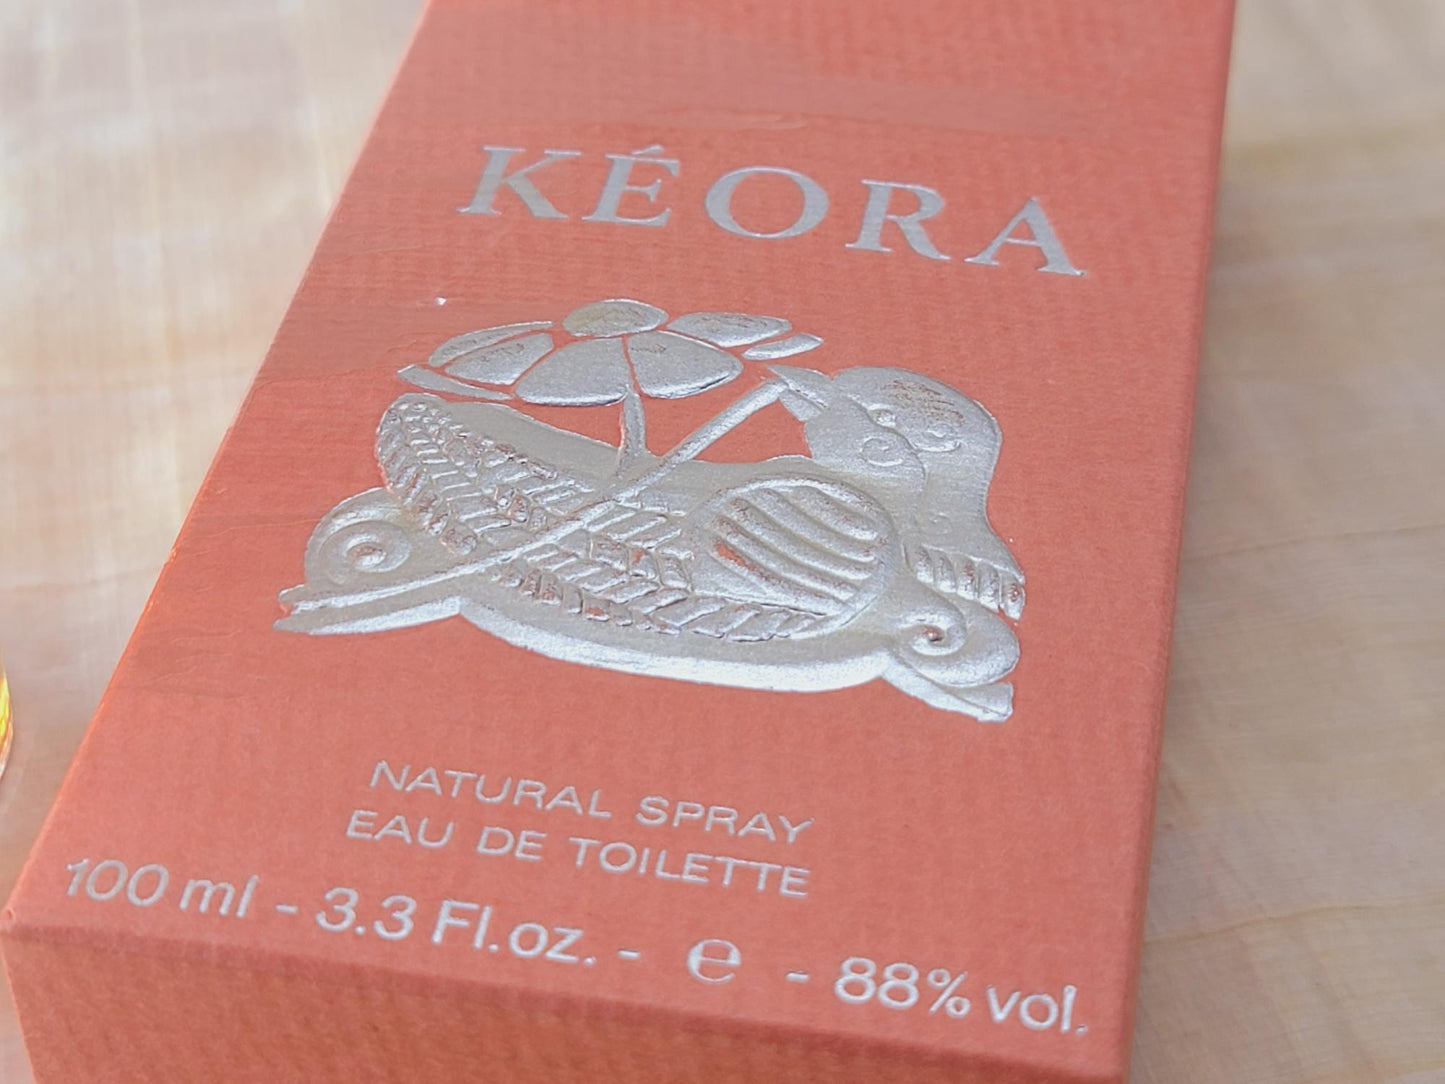 KÉORA
NATURAL SPRAY
EAU DE TOILETTE
100 ml - 3.3 Fl.oz. - ℮ - 88% vol.